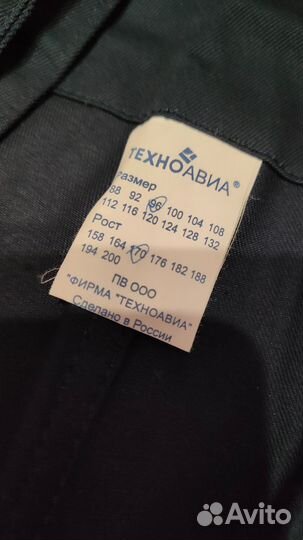 ТЕХНОАВИА®
Размер
88 92 96 100 104 108
112 116 120 124 128 132
Рост
158 164 170 176 182 188
194 200
ПВ ООО
"ФИРМА "ТЕХНОАВИА"
Сделано в России
Avito